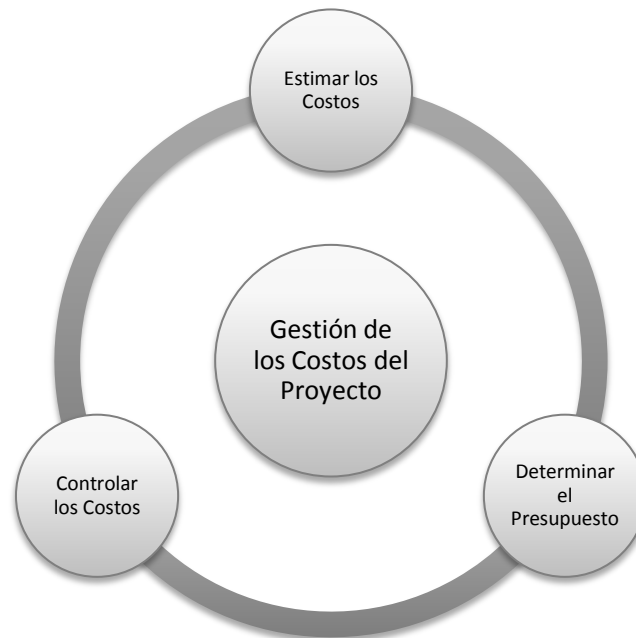 Estimar los
Costos
Gestión de
los Costos del
Proyecto
Controlar
los Costos
Determinar
el
Presupuesto